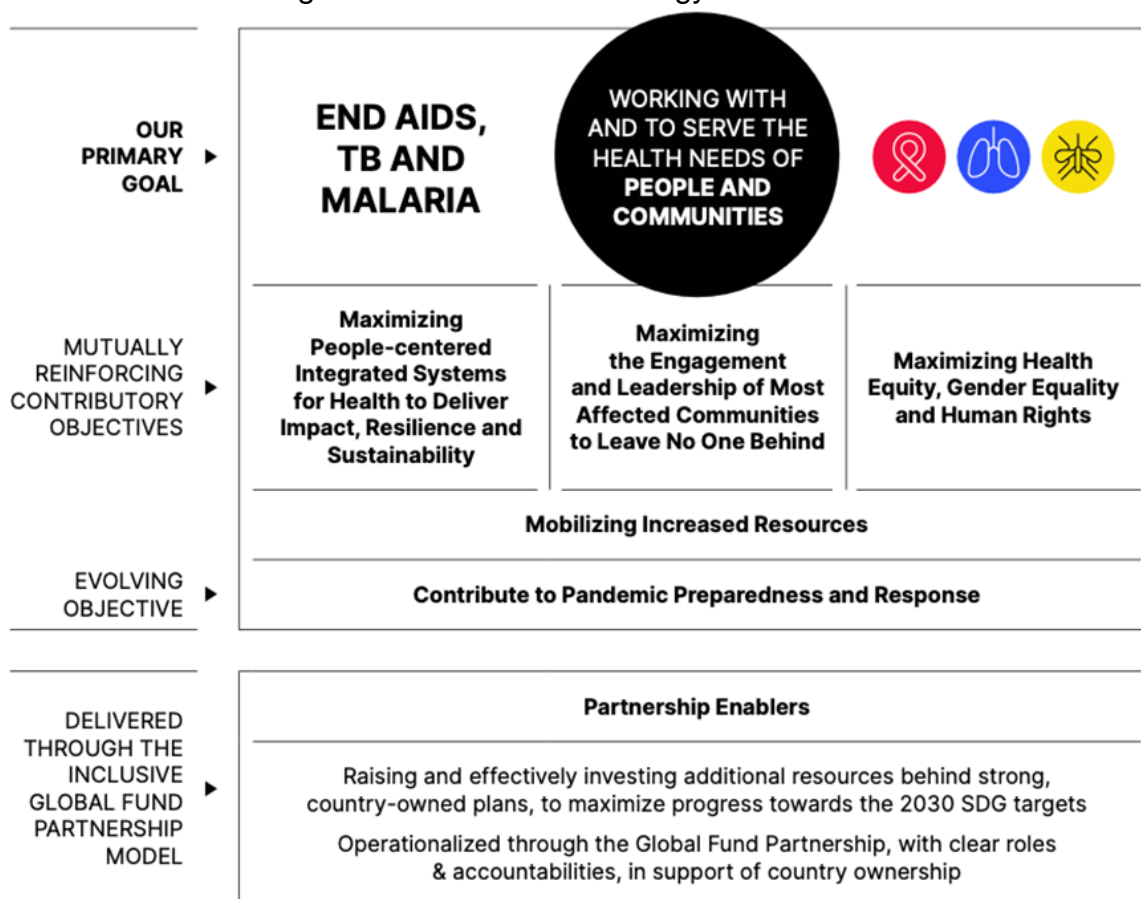 OUR
PRIMARY
GOAL
END AIDS,
TB AND
MALARIA
WORKING WITH
AND TO SERVE THE
HEALTH NEEDS OF
PEOPLE AND
COMMUNITIES
MUTUALLY
REINFORCING
CONTRIBUTORY
OBJECTIVES
Maximizing
People-centered
Integrated Systems
for Health to Deliver
Impact, Resilience and
Sustainability
Maximizing
the Engagement
and Leadership of Most
Affected Communities
to Leave No One Behind
Maximizing Health
Equity, Gender Equality
and Human Rights
Mobilizing Increased Resources
EVOLVING
OBJECTIVE
Contribute to Pandemic Preparedness and Response
DELIVERED
THROUGH THE
INCLUSIVE
GLOBAL FUND
PARTNERSHIP
MODEL
Partnership Enablers
Raising and effectively investing additional resources behind strong,
country-owned plans, to maximize progress towards the 2030 SDG targets
Operationalized through the Global Fund Partnership, with clear roles
& accountabilities, in support of country ownership